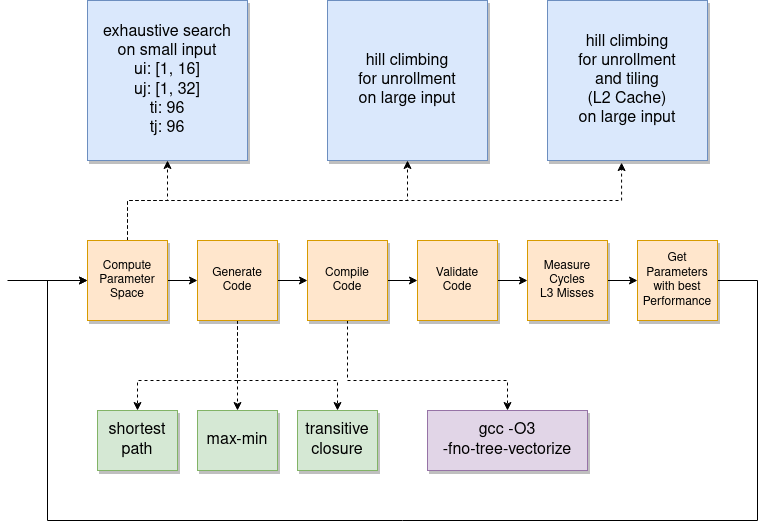 exhaustive search
on small input
ui: [1, 16]
uj: [1, 32]
ti: 96
tj: 96
hill climbing
for unrollment
on large input
hill climbing
for unrollment
and tiling
(L2 Cache)
on large input
Compute
Parameter
Space
Generate
Code
Compile
Code
Validate
Code
Measure
Cycles
L3 Misses
Get
Parameters
with best
Performance
shortest
path
max-min
transitive
closure
gcc -O3
-fno-tree-vectorize